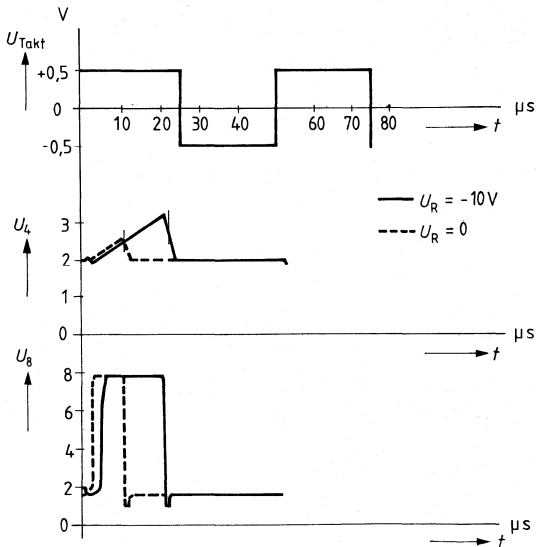 V
U_Takt
+0,5
0
-0,5
10 20 30 40 60 70 80
µs
t
U_R = -10V
U_R = 0
U_4
3
2
1
0
µs
t
U_8
8
6
4
2
0
µs
t